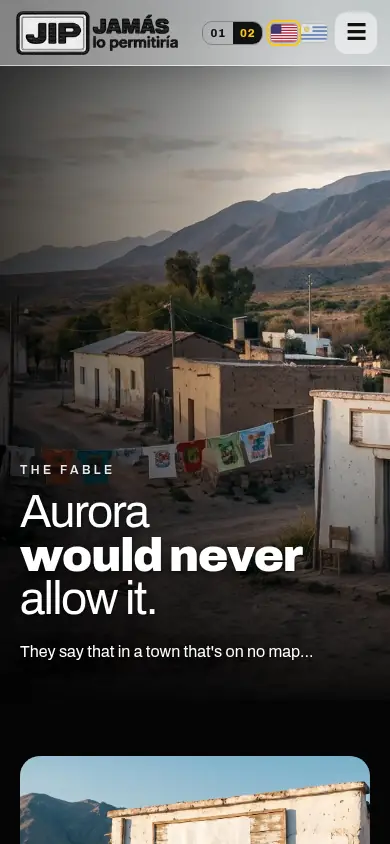 JIP JAMÁS
lo permitiría
01 02
THE FABLE
Aurora
would never
allow it.
They say that in a town that's on no map...